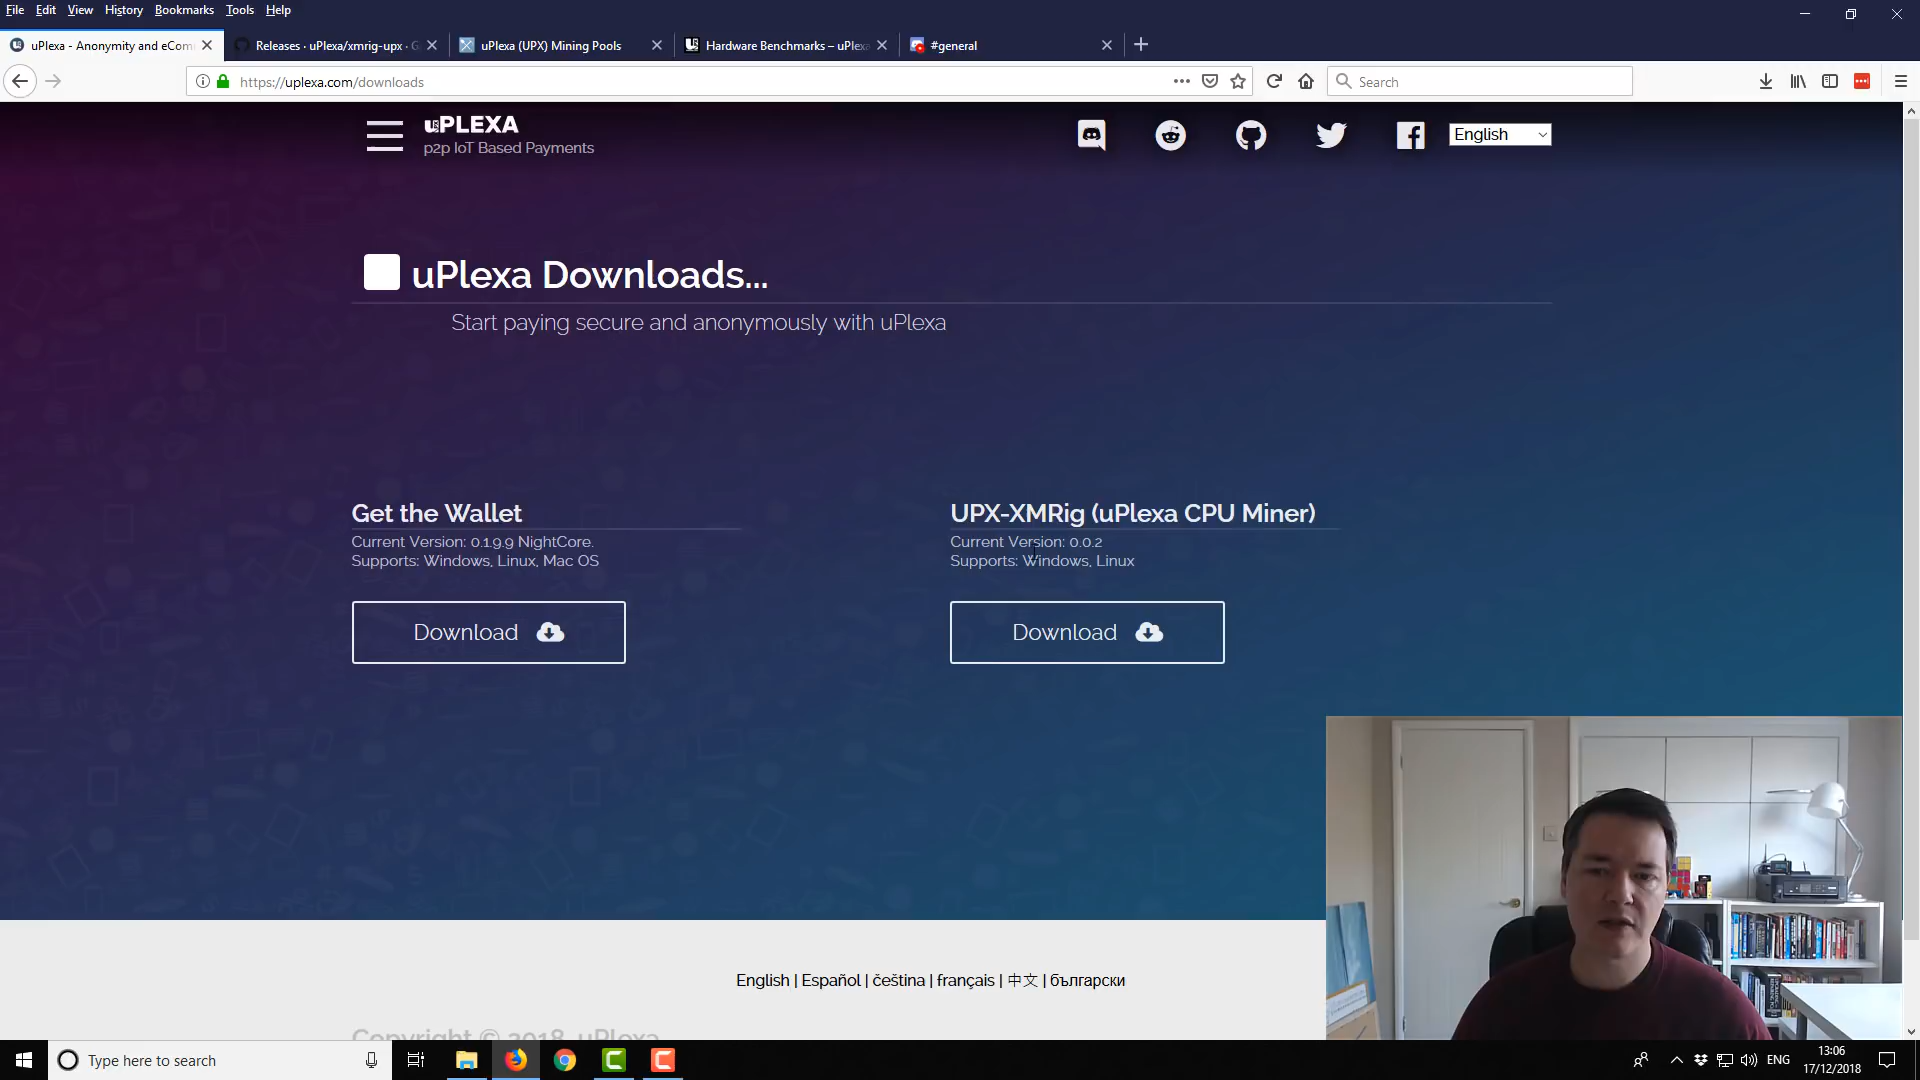 File Edit View History Bookmarks Tools Help
uPlexa - Anonymity and eCom
Releases · uPlexa/xmrig-upx · G
uPlexa (UPX) Mining Pools
Hardware Benchmarks – uPlexa
#general
https://uplexa.com/downloads
Search
uPLEXA
p2p IoT Based Payments
English
uPlexa Downloads...
Start paying secure and anonymously with uPlexa
Get the Wallet
Current Version: 0.1.9.9 NightCore.
Supports: Windows, Linux, Mac OS
Download
UPX-XMRig (uPlexa CPU Miner)
Current Version: 0.0.2
Supports: Windows, Linux
Download
English | Español | čeština | français | 中文 | български
Copyright © 2018, uPlexa
Type here to search
ENG
13:06
17/12/2018